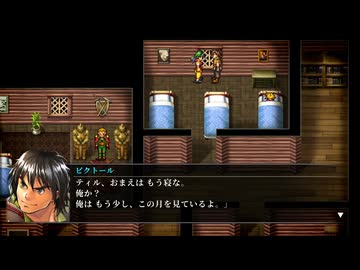 ビクトール
ティル、おまえは もう寝な。
俺か？
俺は もう少し、この月を見ているよ。」